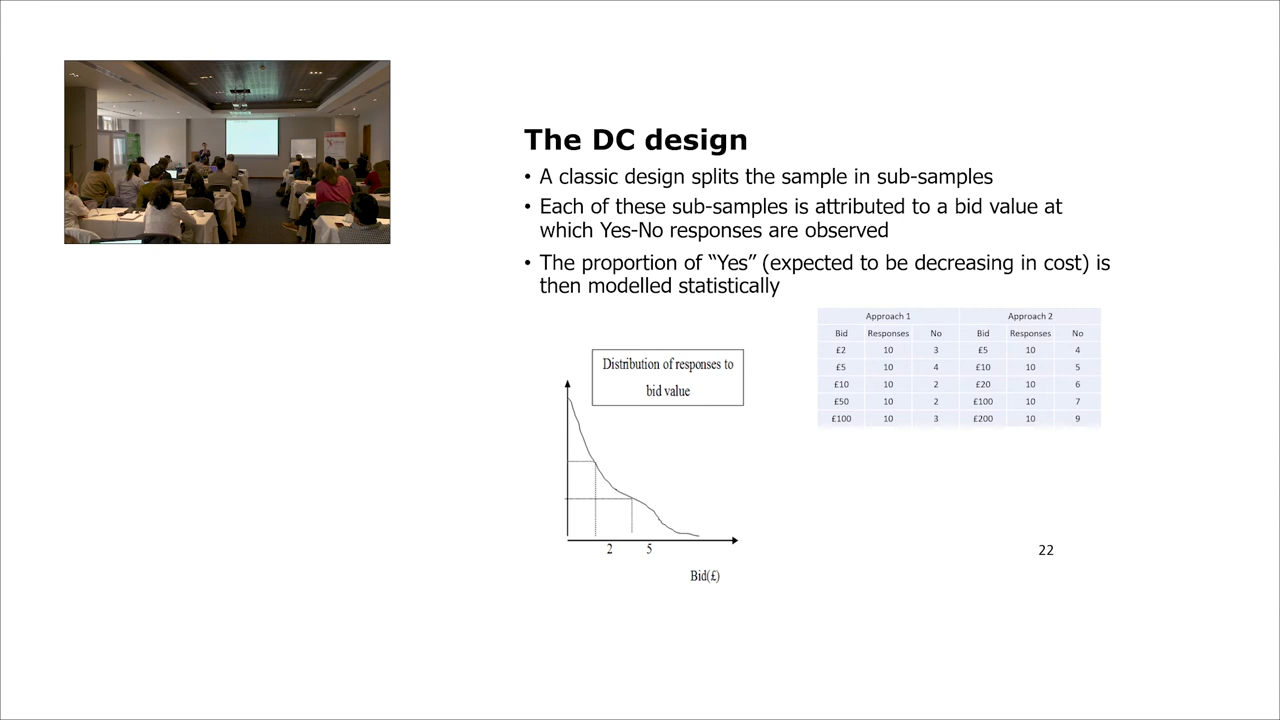 The DC design
• A classic design splits the sample in sub-samples
• Each of these sub-samples is attributed to a bid value at
which Yes-No responses are observed
• The proportion of “Yes” (expected to be decreasing in cost) is
then modelled statistically
Approach 1 Approach 2
Bid Responses No Bid Responses No
£2 10 3 £5 10 4
£5 10 4 £10 10 5
£10 10 2 £20 10 6
£50 10 2 £100 10 7
£100 10 3 £200 10 9
Distribution of responses to
bid value
2 5
Bid(£)
22